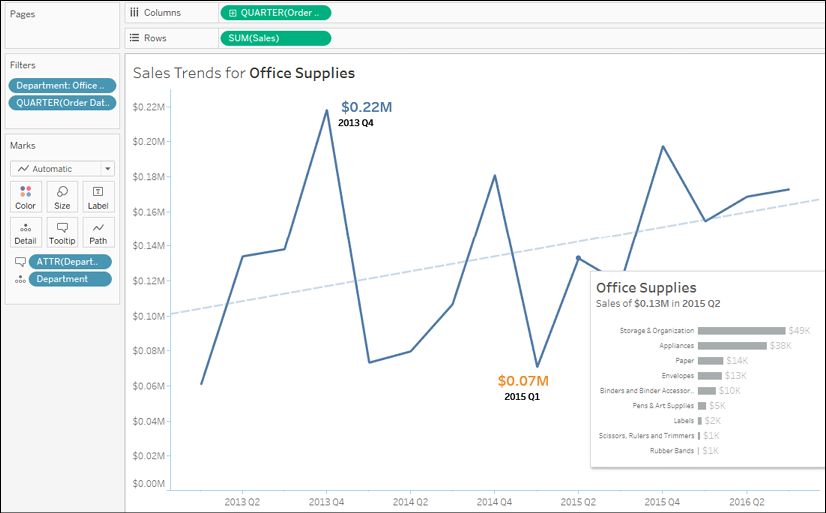 Pages
Columns
QUARTER(Order ..
Rows
SUM(Sales)
Filters
Department: Office ..
QUARTER(Order Dat..
Marks
Automatic
Color
Size
Label
Detail
Tooltip
Path
ATTR(Depart..
Department
Sales Trends for Office Supplies
$0.22M
$0.20M
$0.18M
$0.16M
$0.14M
$0.12M
$0.10M
$0.08M
$0.06M
$0.04M
$0.02M
$0.00M
$0.22M
2013 Q4
$0.07M
2015 Q1
2013 Q2
2013 Q4
2014 Q2
2014 Q4
2015 Q2
2015 Q4
2016 Q2
Office Supplies
Sales of $0.13M in 2015 Q2
Storage & Organization $49K
Appliances $38K
Paper $14K
Envelopes $13K
Binders and Binder Accessor.. $10K
Pens & Art Supplies $5K
Labels $2K
Scissors, Rulers and Trimmers $1K
Rubber Bands $1K